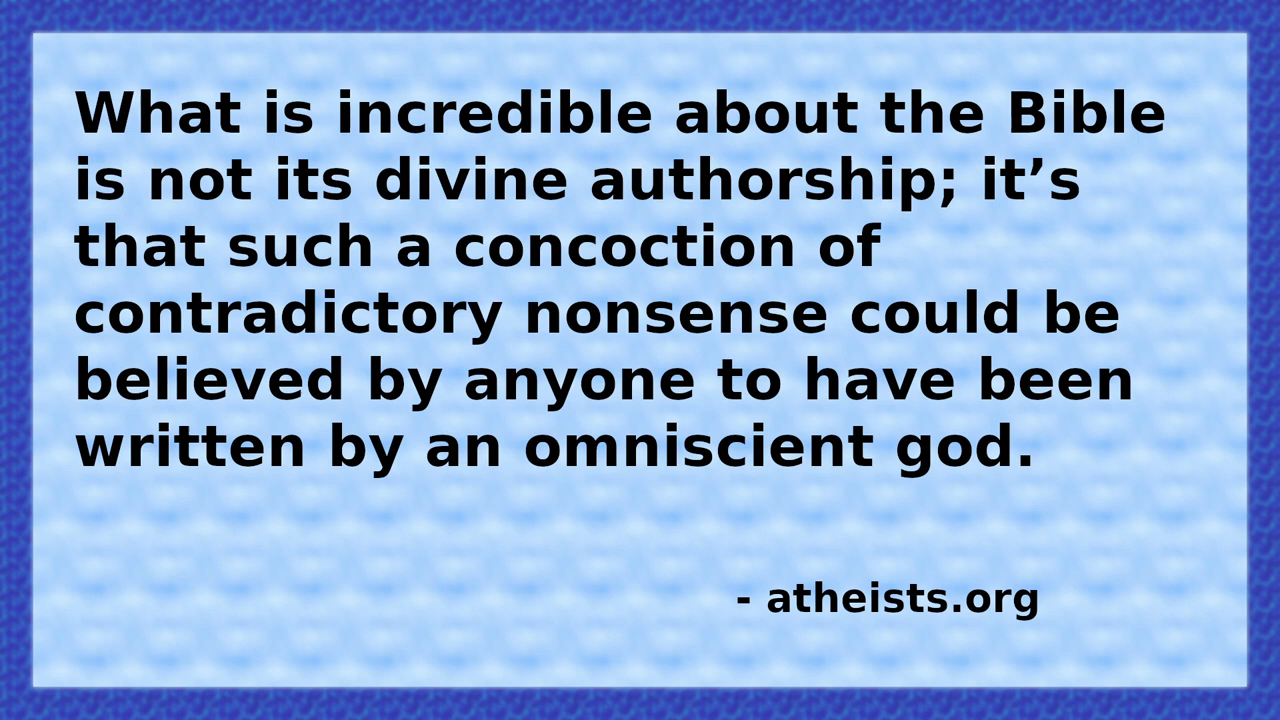 What is incredible about the Bible
is not its divine authorship; it’s
that such a concoction of
contradictory nonsense could be
believed by anyone to have been
written by an omniscient god.
- atheists.org